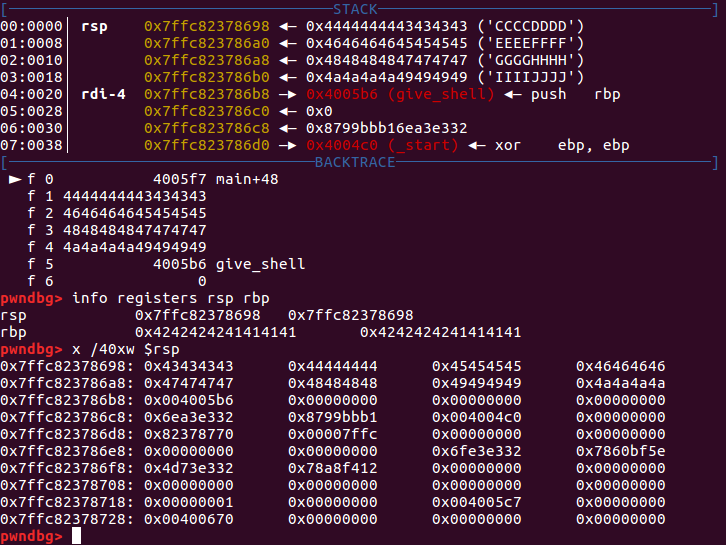 [STACK]
00:0000│ rsp 0x7ffc82378698 ◂— 0x4444444443434343 ('CCCCDDDD')
01:0008│ 0x7ffc823786a0 ◂— 0x4646464645454545 ('EEEEFFFF')
02:0010│ 0x7ffc823786a8 ◂— 0x4848484847474747 ('GGGGHHHH')
03:0018│ 0x7ffc823786b0 ◂— 0x4a4a4a4a49494949 ('IIIIJJJJ')
04:0020│ rdi-4 0x7ffc823786b8 —▸ 0x4005b6 (give_shell) ◂— push rbp
05:0028│ 0x7ffc823786c0 ◂— 0x0
06:0030│ 0x7ffc823786c8 ◂— 0x8799bbb16ea3e332
07:0038│ 0x7ffc823786d0 —▸ 0x4004c0 (_start) ◂— xor ebp, ebp
[BACKTRACE]
► f 0 4005f7 main+48
f 1 4444444443434343
f 2 4646464645454545
f 3 4848484847474747
f 4 4a4a4a4a49494949
f 5 4005b6 give_shell
f 6 0
pwndbg> info registers rsp rbp
rsp 0x7ffc82378698 0x7ffc82378698
rbp 0x4242424241414141 0x4242424241414141
pwndbg> x /40xw $rsp
0x7ffc82378698: 0x43434343 0x44444444 0x45454545 0x46464646
0x7ffc823786a8: 0x47474747 0x48484848 0x49494949 0x4a4a4a4a
0x7ffc823786b8: 0x004005b6 0x00000000 0x00000000 0x00000000
0x7ffc823786c8: 0x6ea3e332 0x8799bbb1 0x004004c0 0x00000000
0x7ffc823786d8: 0x82378770 0x00007ffc 0x00000000 0x00000000
0x7ffc823786e8: 0x00000000 0x00000000 0x6fe3e332 0x7860bf5e
0x7ffc823786f8: 0x4d73e332 0x78a8f412 0x00000000 0x00000000
0x7ffc82378708: 0x00000000 0x00000000 0x00000000 0x00000000
0x7ffc82378718: 0x00000001 0x00000000 0x004005c7 0x00000000
0x7ffc82378728: 0x00400670 0x00000000 0x00000000 0x00000000
pwndbg>